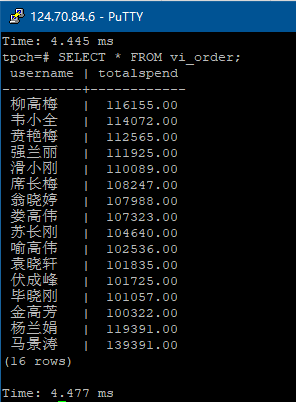 124.70.84.6 - PuTTY
Time: 4.445 ms
tpch=# SELECT * FROM vi_order;
 username | totalspend
----------+------------
 柳高梅   |  116155.00
 韦小全   |  114072.00
 贲艳梅   |  112565.00
 强兰丽   |  111925.00
 滑小刚   |  110089.00
 席长梅   |  108247.00
 翁晓婷   |  107988.00
 娄高伟   |  107323.00
 苏长刚   |  104640.00
 喻高伟   |  102536.00
 袁晓轩   |  101835.00
 伏成峰   |  101725.00
 毕晓刚   |  101057.00
 金高芳   |  100322.00
 杨兰娟   |  119391.00
 马景涛   |  139391.00
(16 rows)
Time: 4.477 ms